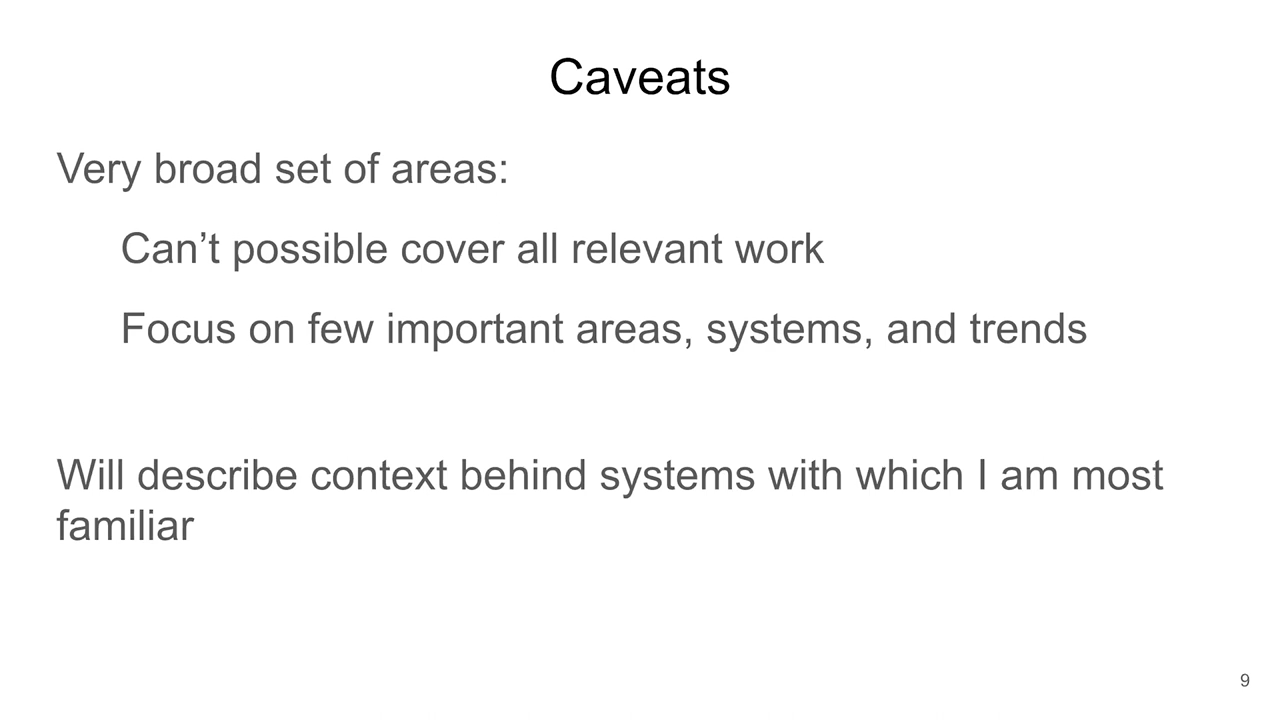 Caveats
Very broad set of areas:
Can’t possible cover all relevant work
Focus on few important areas, systems, and trends
Will describe context behind systems with which I am most
familiar
9